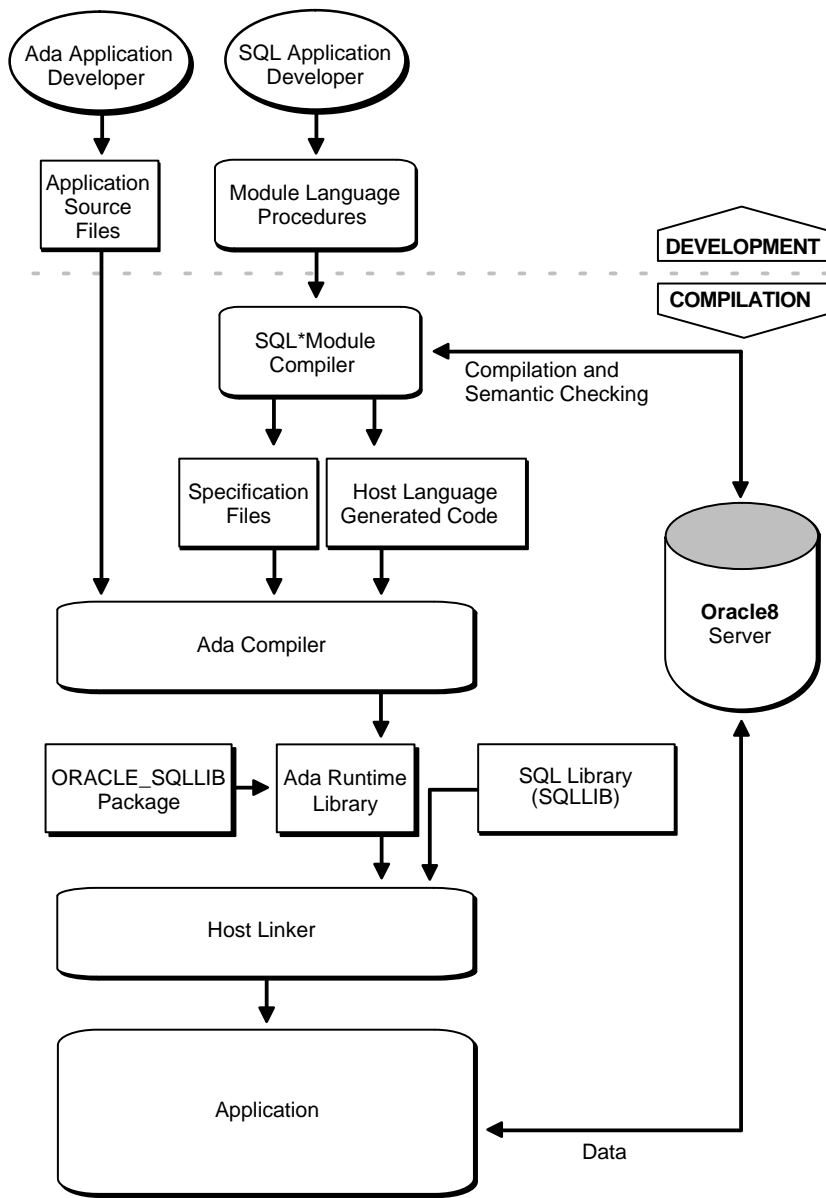 Ada Application
Developer
SQL Application
Developer
Application
Source
Files
Module Language
Procedures
DEVELOPMENT
COMPILATION
SQL*Module
Compiler
Compilation and
Semantic Checking
Specification
Files
Host Language
Generated Code
Oracle8
Server
Ada Compiler
ORACLE_SQLLIB
Package
Ada Runtime
Library
SQL Library
(SQLLIB)
Host Linker
Application
Data